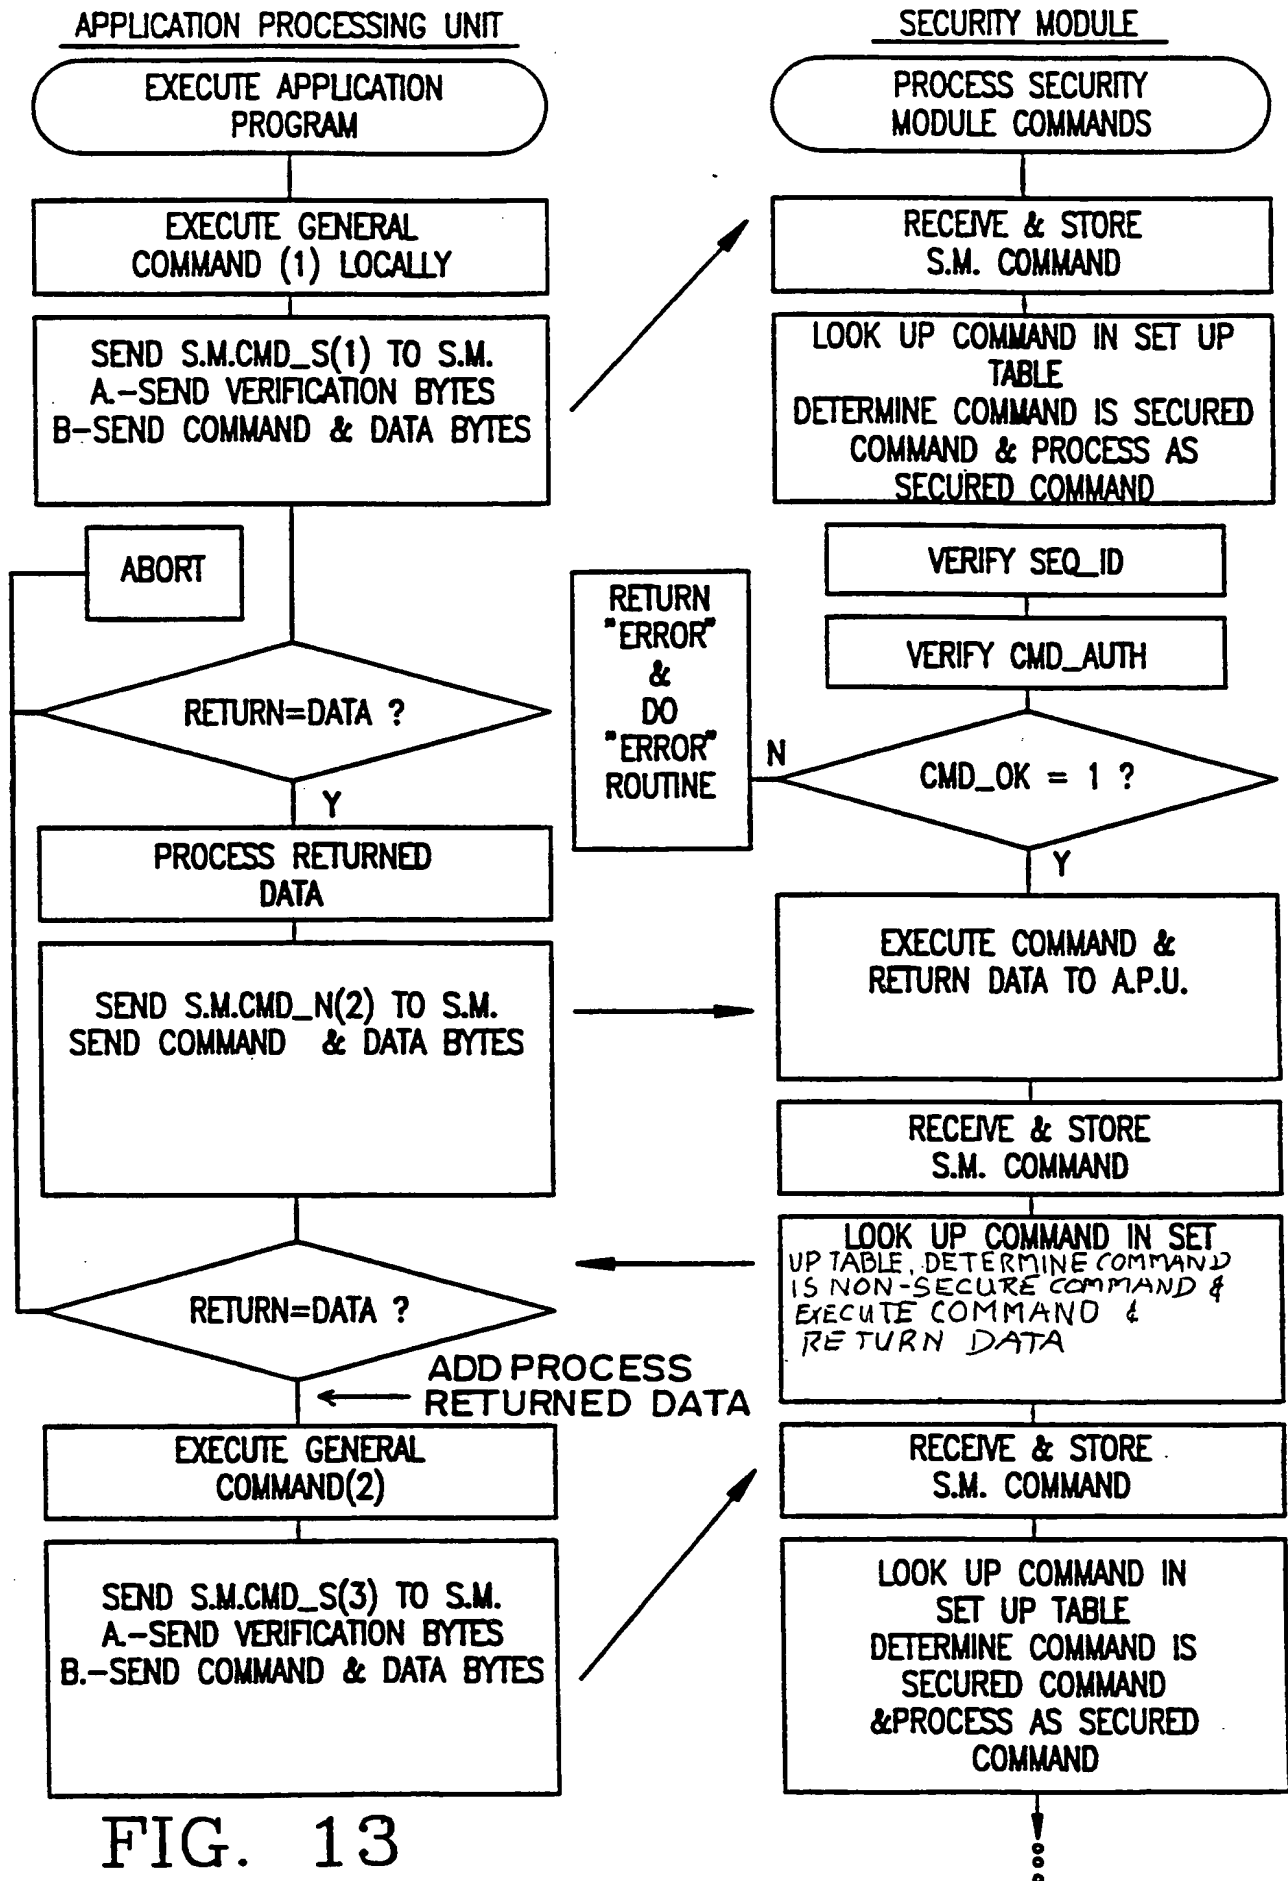 APPLICATION PROCESSING UNIT
EXECUTE APPLICATION
PROGRAM
EXECUTE GENERAL
COMMAND (1) LOCALLY
SEND S.M.CMD_S(1) TO S.M.
A.-SEND VERIFICATION BYTES
B-SEND COMMAND & DATA BYTES
ABORT
RETURN=DATA ?
Y
PROCESS RETURNED
DATA
SEND S.M.CMD_N(2) TO S.M.
SEND COMMAND & DATA BYTES
RETURN=DATA ?
ADD PROCESS
RETURNED DATA
EXECUTE GENERAL
COMMAND(2)
SEND S.M.CMD_S(3) TO S.M.
A.-SEND VERIFICATION BYTES
B.-SEND COMMAND & DATA BYTES
SECURITY MODULE
PROCESS SECURITY
MODULE COMMANDS
RECEIVE & STORE
S.M. COMMAND
LOOK UP COMMAND IN SET UP
TABLE
DETERMINE COMMAND IS SECURED
COMMAND & PROCESS AS
SECURED COMMAND
VERIFY SEQ_ID
VERIFY CMD_AUTH
CMD_OK = 1 ?
N
RETURN
"ERROR"
&
DO
"ERROR"
ROUTINE
Y
EXECUTE COMMAND &
RETURN DATA TO A.P.U.
RECEIVE & STORE
S.M. COMMAND
LOOK UP COMMAND IN SET
UP TABLE, DETERMINE COMMAND
IS NON-SECURE COMMAND &
EXECUTE COMMAND &
RETURN DATA
RECEIVE & STORE
S.M. COMMAND
LOOK UP COMMAND IN
SET UP TABLE
DETERMINE COMMAND IS
SECURED COMMAND
&PROCESS AS SECURED
COMMAND
FIG. 13